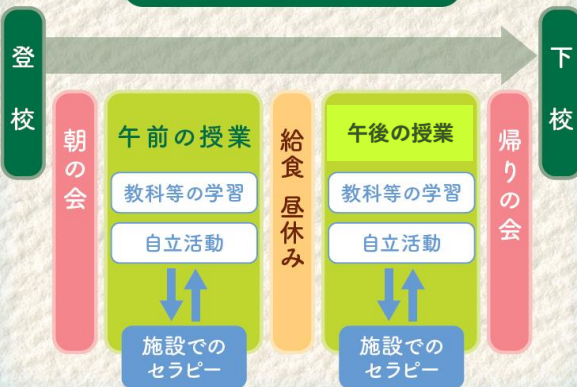 登校
朝の会
午前の授業
教科等の学習
自立活動
施設での
セラピー
給食 昼休み
午後の授業
教科等の学習
自立活動
施設での
セラピー
帰りの会
下校